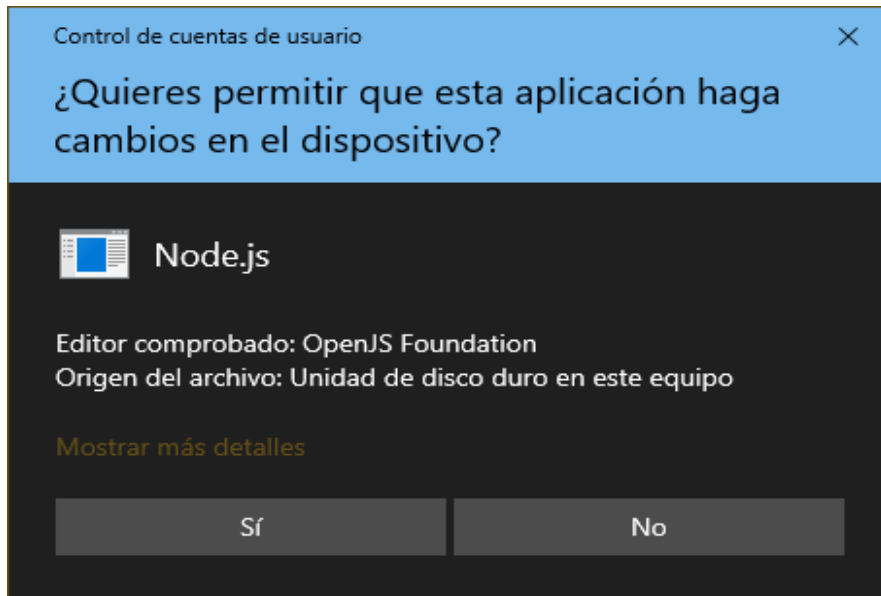 Control de cuentas de usuario
¿Quieres permitir que esta aplicación haga
cambios en el dispositivo?
Node.js
Editor comprobado: OpenJS Foundation
Origen del archivo: Unidad de disco duro en este equipo
Mostrar más detalles
Sí
No